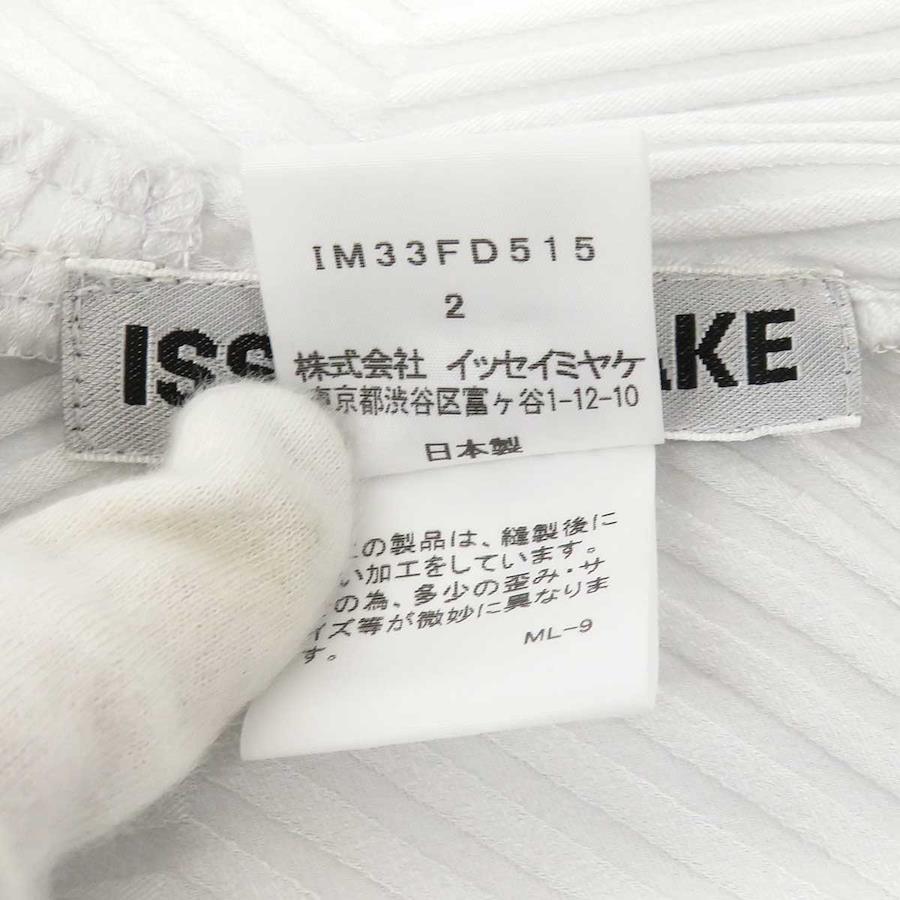 IM33FD515
2
ISS KE
株式会社 イッセイミヤケ
東京都渋谷区富ヶ谷1-12-10
日本製
の製品は、縫製後に
い加工をしています。
の為、多少の歪み・サ
イズ等が微妙に異なりま
す。
ML-9